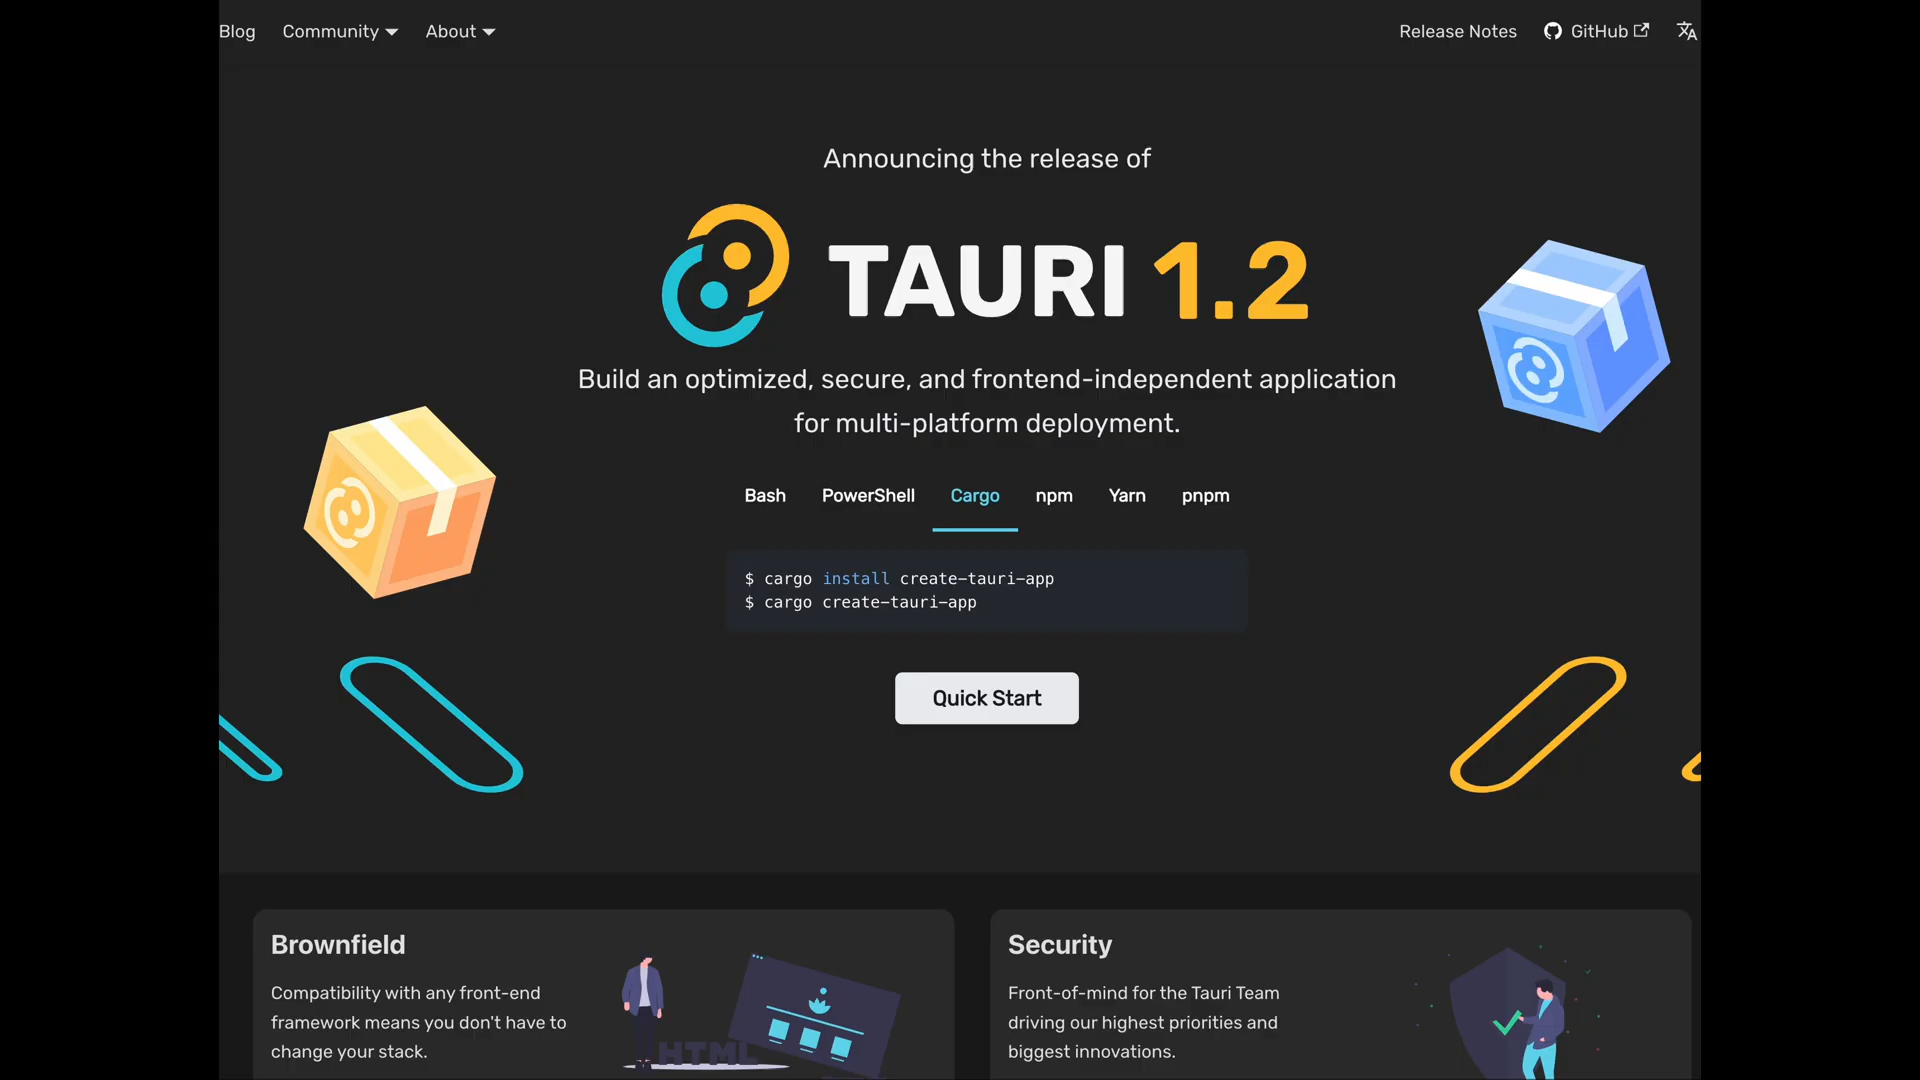 Blog Community About Release Notes GitHub
Announcing the release of
TAURI 1.2
Build an optimized, secure, and frontend-independent application
for multi-platform deployment.
Bash PowerShell Cargo npm Yarn pnpm
$ cargo install create-tauri-app
$ cargo create-tauri-app
Quick Start
Brownfield
Compatibility with any front-end
framework means you don't have to
change your stack.
HTML
Security
Front-of-mind for the Tauri Team
driving our highest priorities and
biggest innovations.